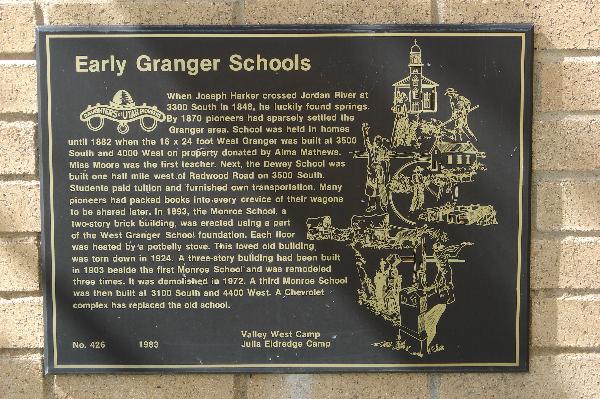 Early Granger Schools
DAUGHTERS of UTAH PIONEERS
When Joseph Harker crossed Jordan River at
3300 South in 1848, he luckily found springs.
By 1870 pioneers had sparsely settled the
Granger area. School was held in homes
until 1882 when the 16 x 24 foot West Granger was built at 3500
South and 4000 West on property donated by Alma Mathews.
Miss Moore was the first teacher. Next, the Dewey School was
built one half mile west of Redwood Road on 3500 South.
Students paid tuition and furnished own transportation. Many
pioneers had packed books into every crevice of their wagons
to be shared later. In 1893, the Monroe School, a
two-story brick building, was erected using a part
of the West Granger School foundation. Each floor
was heated by a potbelly stove. This loved old building
was torn down in 1924. A three-story building had been built
in 1903 beside the first Monroe School and was remodeled
three times. It was demolished in 1972. A third Monroe School
was then built at 3100 South and 4400 West. A Chevrolet
complex has replaced the old school.
Valley West Camp
No. 426 1983 Julia Eldredge Camp